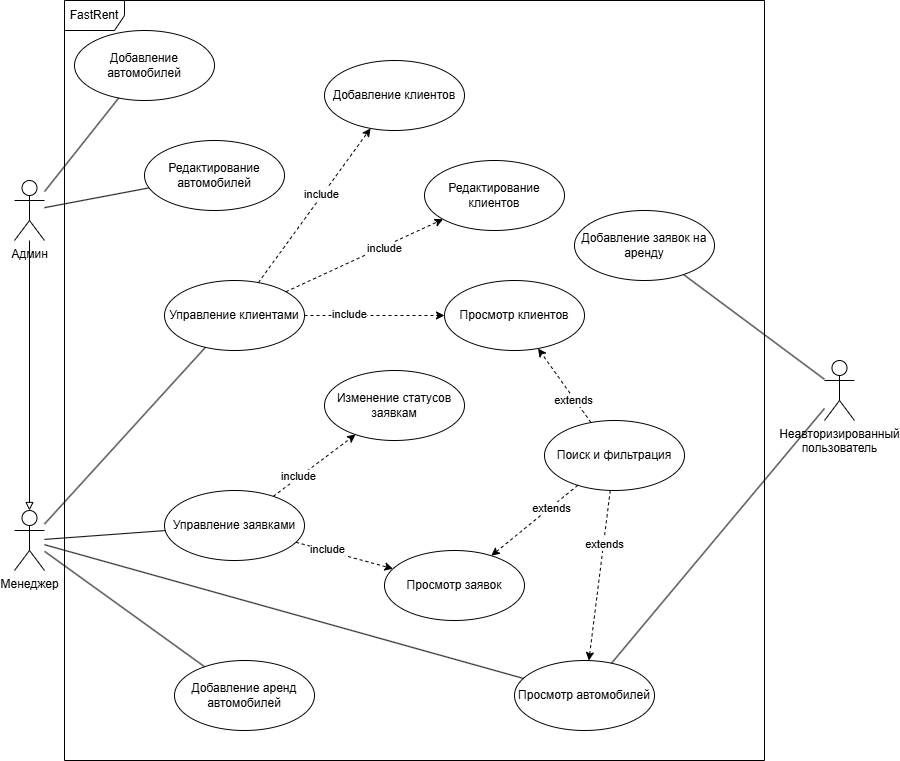 FastRent
Добавление
автомобилей
Добавление клиентов
Редактирование
автомобилей
include
Редактирование
клиентов
Добавление заявок на
аренду
Админ
include
Управление клиентами
include
Просмотр клиентов
Изменение статусов
заявкам
extends
Неавторизированный
пользователь
Поиск и фильтрация
include
extends
Управление заявками
extends
include
Менеджер
Просмотр заявок
Добавление аренд
автомобилей
Просмотр автомобилей